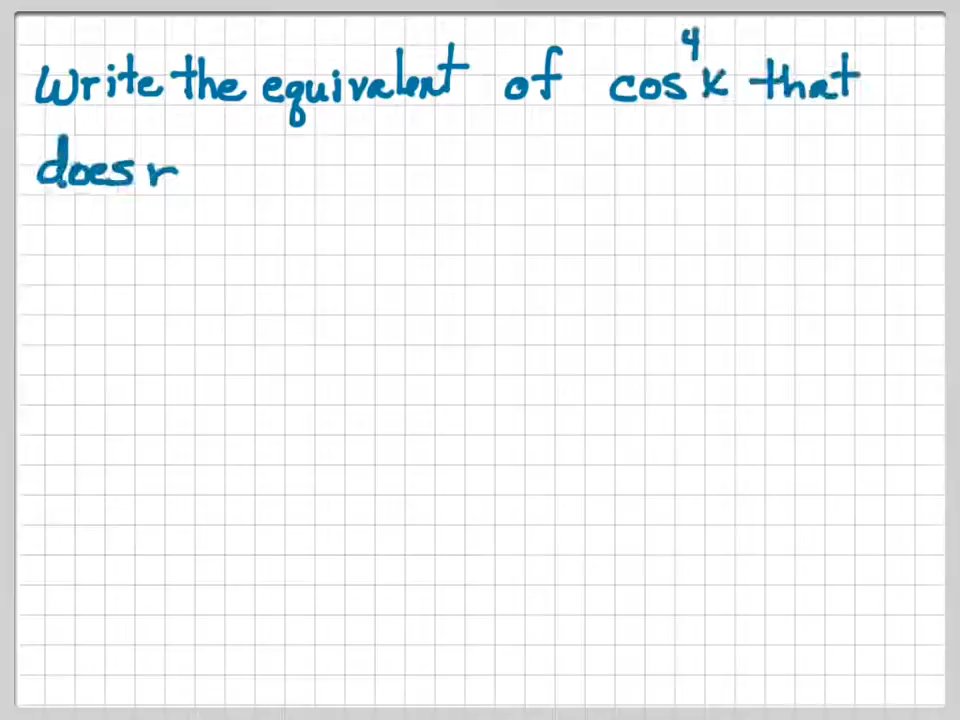 Write the equivalent of cos⁴x that
does r